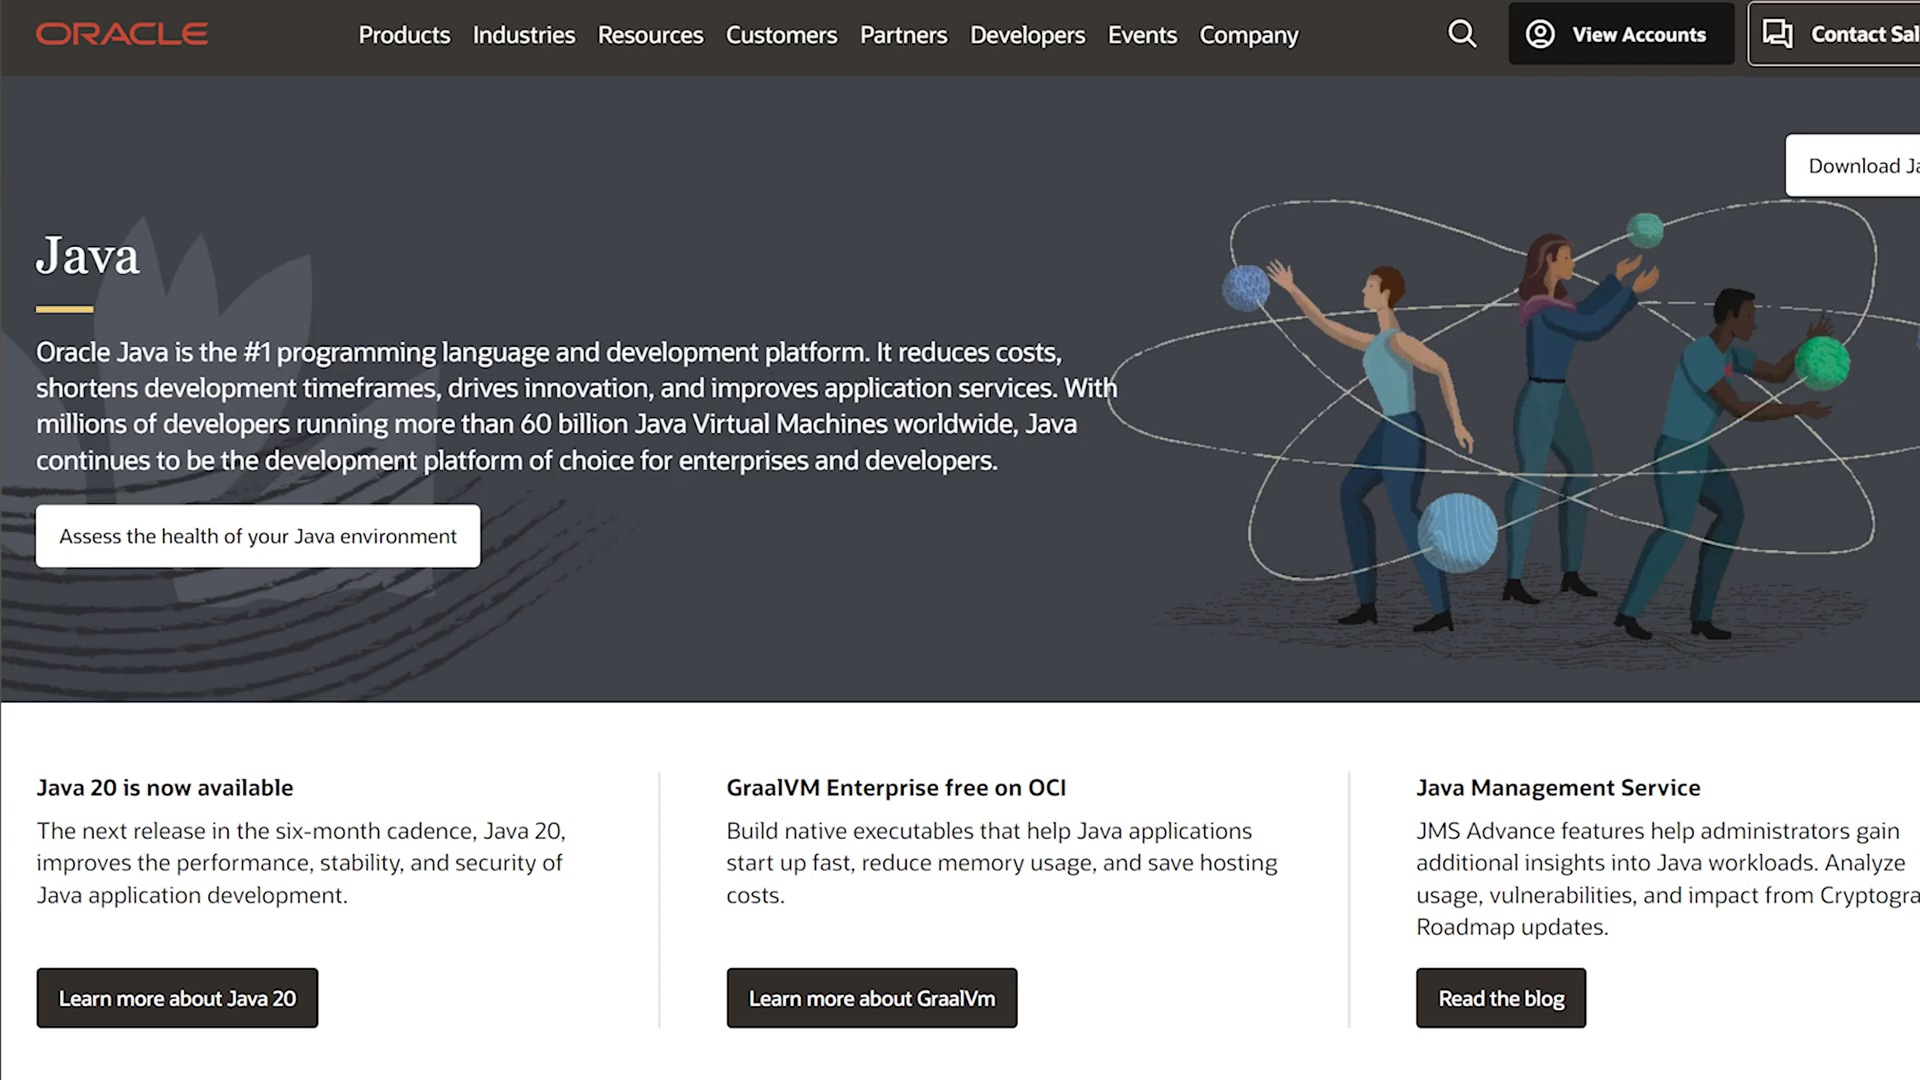 ORACLE
Products Industries Resources Customers Partners Developers Events Company
View Accounts
Contact
Download
Java
Oracle Java is the #1 programming language and development platform. It reduces costs,
shortens development timeframes, drives innovation, and improves application services. With
millions of developers running more than 60 billion Java Virtual Machines worldwide, Java
continues to be the development platform of choice for enterprises and developers.
Assess the health of your Java environment
Java 20 is now available
The next release in the six-month cadence, Java 20,
improves the performance, stability, and security of
Java application development.
Learn more about Java 20
GraalVM Enterprise free on OCI
Build native executables that help Java applications
start up fast, reduce memory usage, and save hosting
costs.
Learn more about GraalVm
Java Management Service
JMS Advance features help administrators gain
additional insights into Java workloads. Analyze
usage, vulnerabilities, and impact from
Roadmap updates.
Read the blog